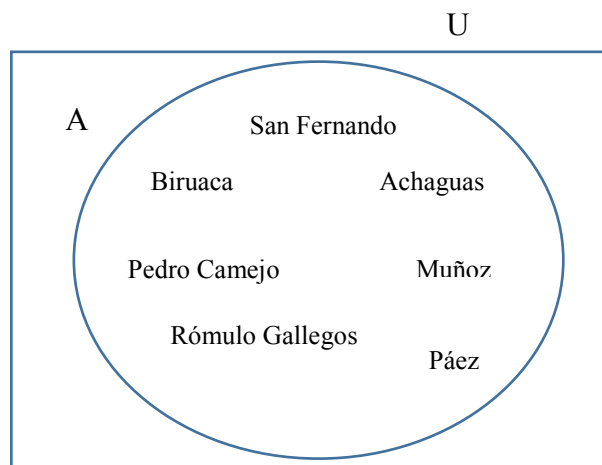 U
A
San Fernando
Biruaca
Achaguas
Pedro Camejo
Muñoz
Rómulo Gallegos
Páez